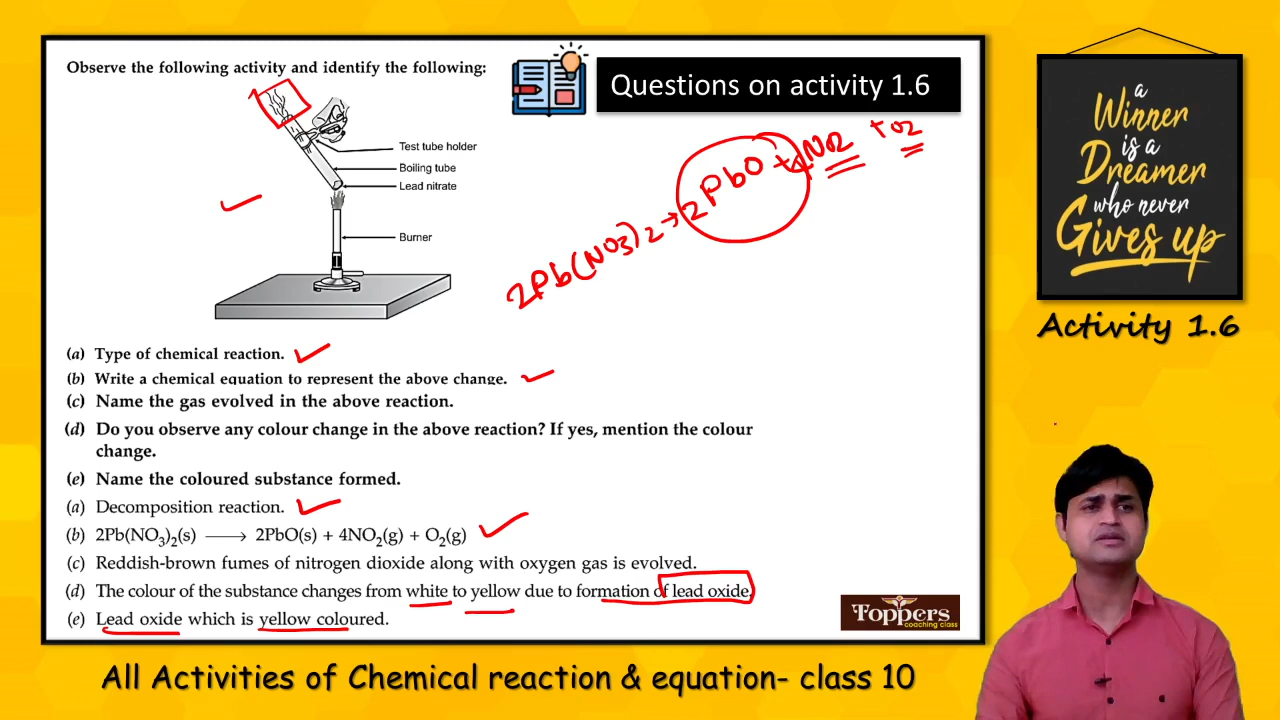 Observe the following activity and identify the following:
Questions on activity 1.6
Test tube holder
Boiling tube
Lead nitrate
Burner
2Pb(NO3)2 → 2PbO + 4NO2 + O2
(a) Type of chemical reaction.
(b) Write a chemical equation to represent the above change.
(c) Name the gas evolved in the above reaction.
(d) Do you observe any colour change in the above reaction? If yes, mention the colour
change.
(e) Name the coloured substance formed.
(a) Decomposition reaction.
(b) 2Pb(NO₃)₂(s) ⟶ 2PbO(s) + 4NO₂(g) + O₂(g)
(c) Reddish-brown fumes of nitrogen dioxide along with oxygen gas is evolved.
(d) The colour of the substance changes from white to yellow due to formation of lead oxide.
(e) Lead oxide which is yellow coloured.
a
Winner
is a
Dreamer
who never
Gives up
Activity 1.6
Toppers
coaching class
All Activities of Chemical reaction & equation- class 10